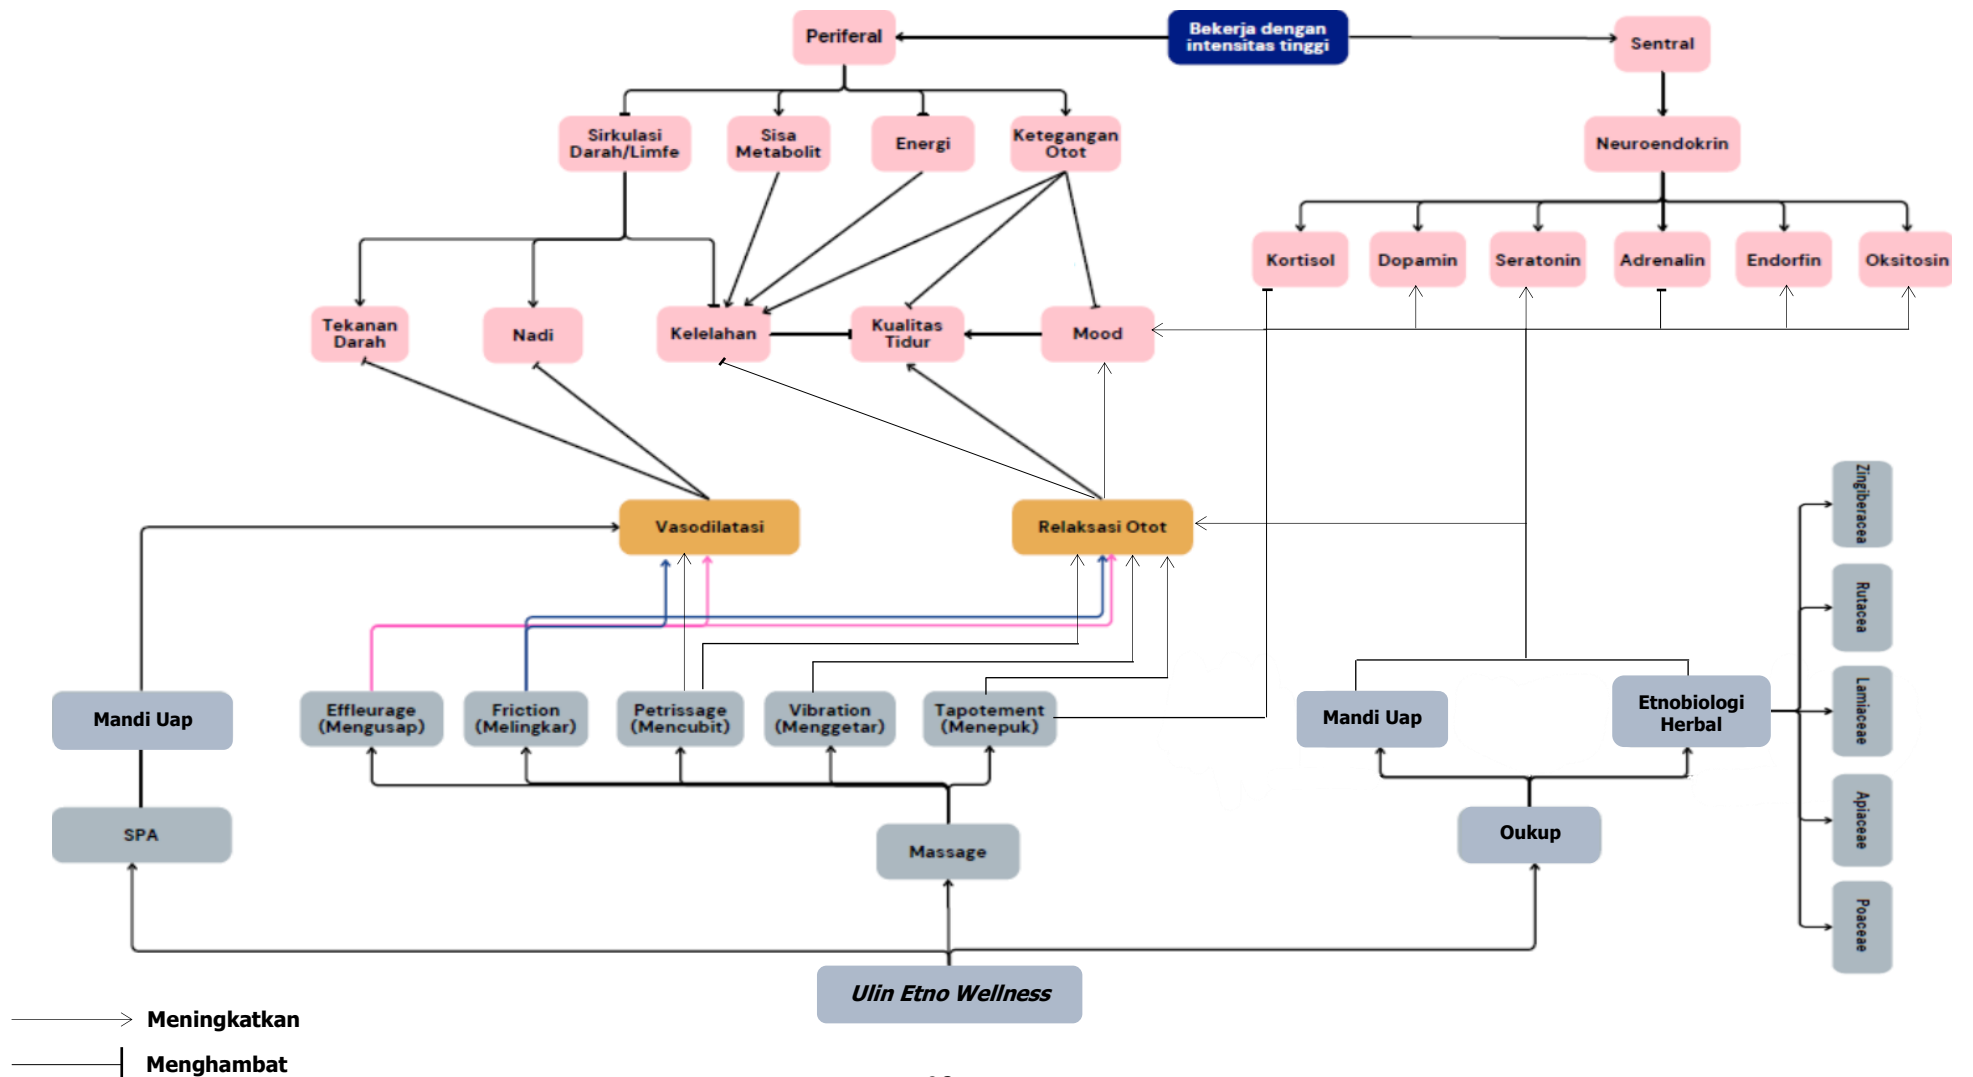 Periferal
Bekerja dengan
intensitas tinggi
Sentral
Sirkulasi
Darah/Limfe
Sisa
Metabolit
Energi
Ketegangan
Otot
Neuroendokrin
Kortisol
Dopamin
Seratonin
Adrenalin
Endorfin
Oksitosin
Tekanan
Darah
Nadi
Kelelahan
Kualitas
Tidur
Mood
Vasodilatasi
Relaksasi Otot
Zingiberacea
Rutacea
Lamiaceae
Apiaceae
Poaceae
Mandi Uap
Effleurage
(Mengusap)
Friction
(Melingkar)
Petrissage
(Mencubit)
Vibration
(Menggetar)
Tapotement
(Menepuk)
Mandi Uap
Etnobiologi
Herbal
SPA
Massage
Oukup
Ulin Etno Wellness
Meningkatkan
Menghambat